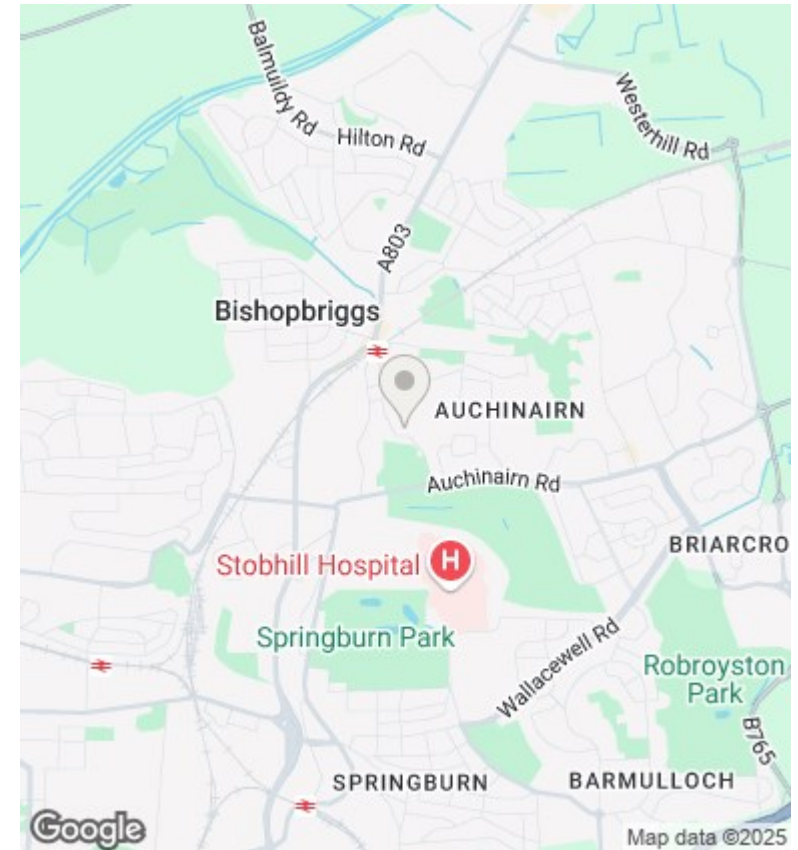 Balmuildy Rd
Hilton Rd
Westerhill Rd
A803
Bishopbriggs
AUCHINAIRN
Auchinairn Rd
BRIARCRO
Stobhill Hospital
H
Springburn Park
Wallacewell Rd
Robroyston
Park
B765
SPRINGBURN
BARMULLOCH
Google
Map data ©2025